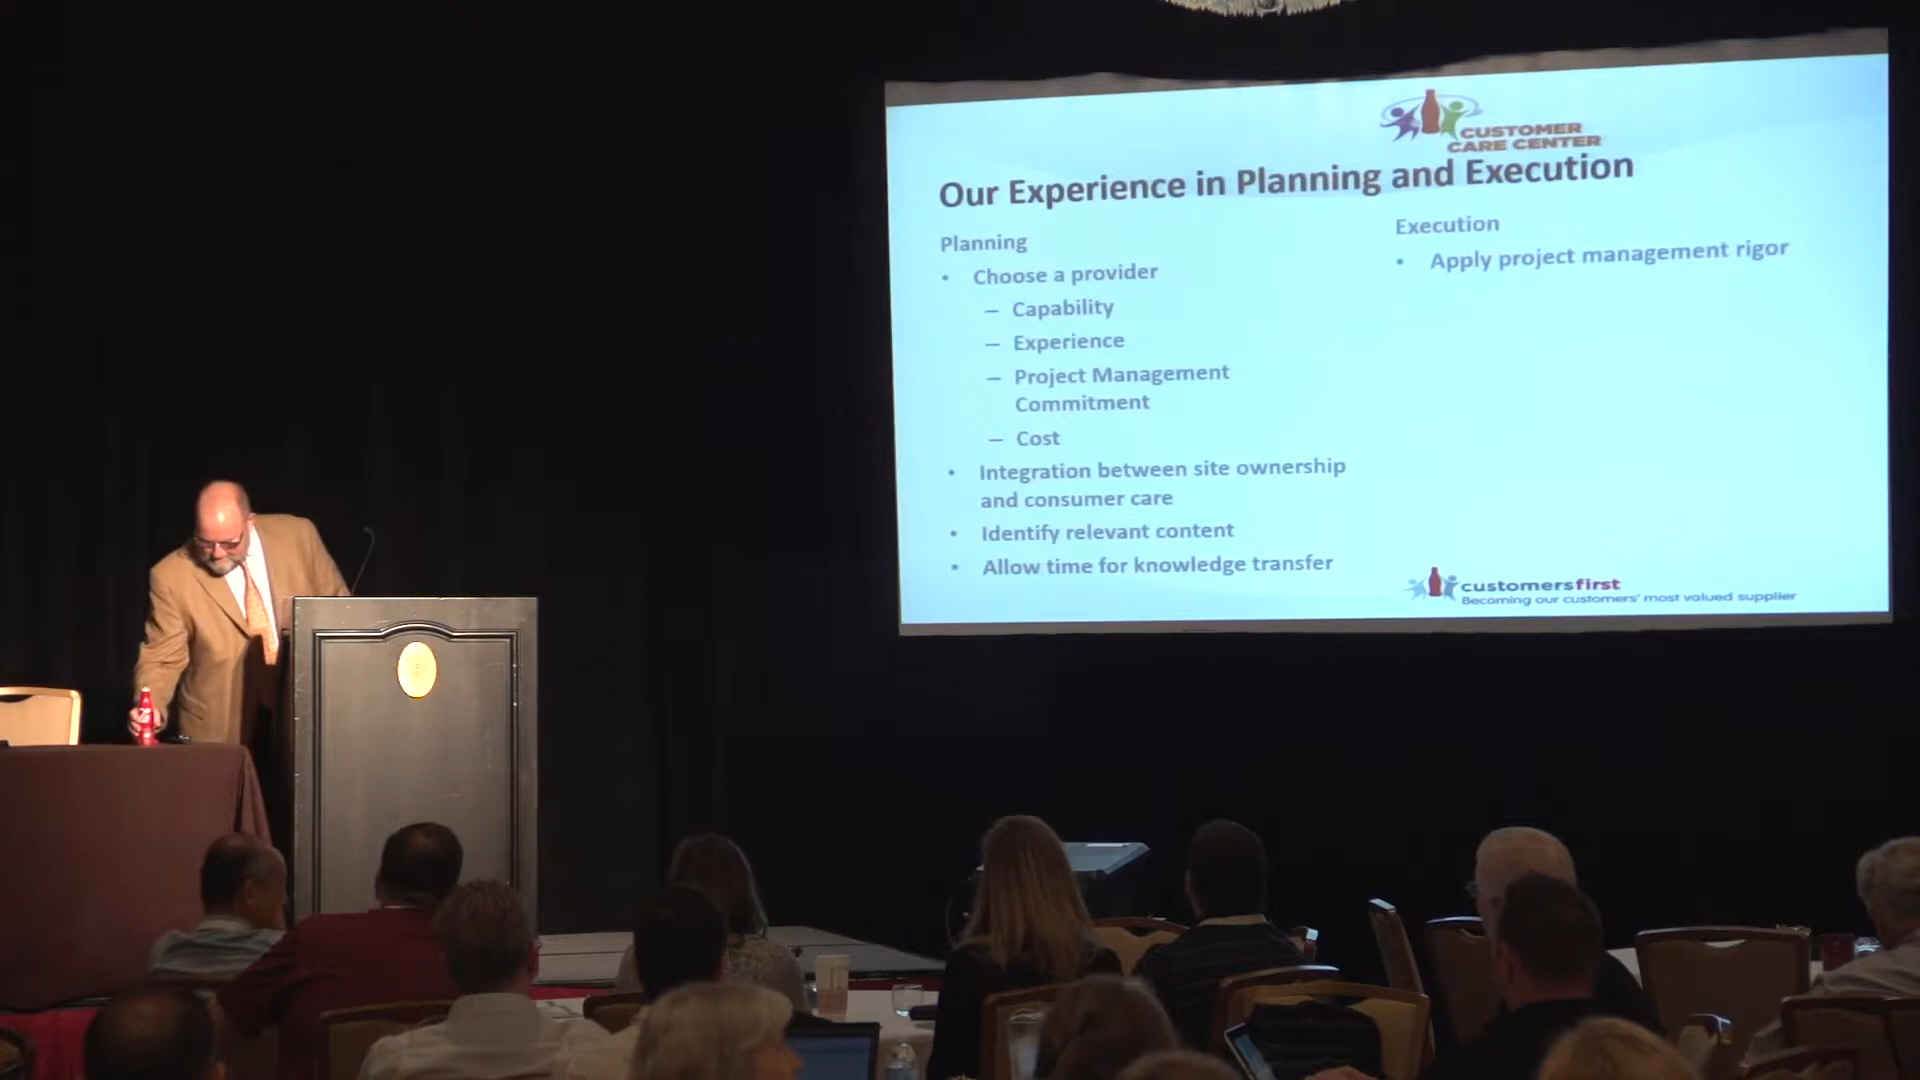 CUSTOMER
CARE CENTER
Our Experience in Planning and Execution
Planning
• Choose a provider
– Capability
– Experience
– Project Management
Commitment
– Cost
• Integration between site ownership
and consumer care
• Identify relevant content
• Allow time for knowledge transfer
Execution
• Apply project management rigor
customersfirst
Becoming our customers' most valued supplier